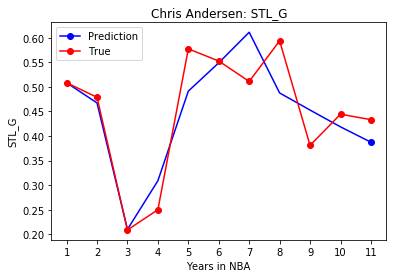 Chris Andersen: STL_G
Prediction
True
STL_G
0.60
0.55
0.50
0.45
0.40
0.35
0.30
0.25
0.20
1 2 3 4 5 6 7 8 9 10 11
Years in NBA